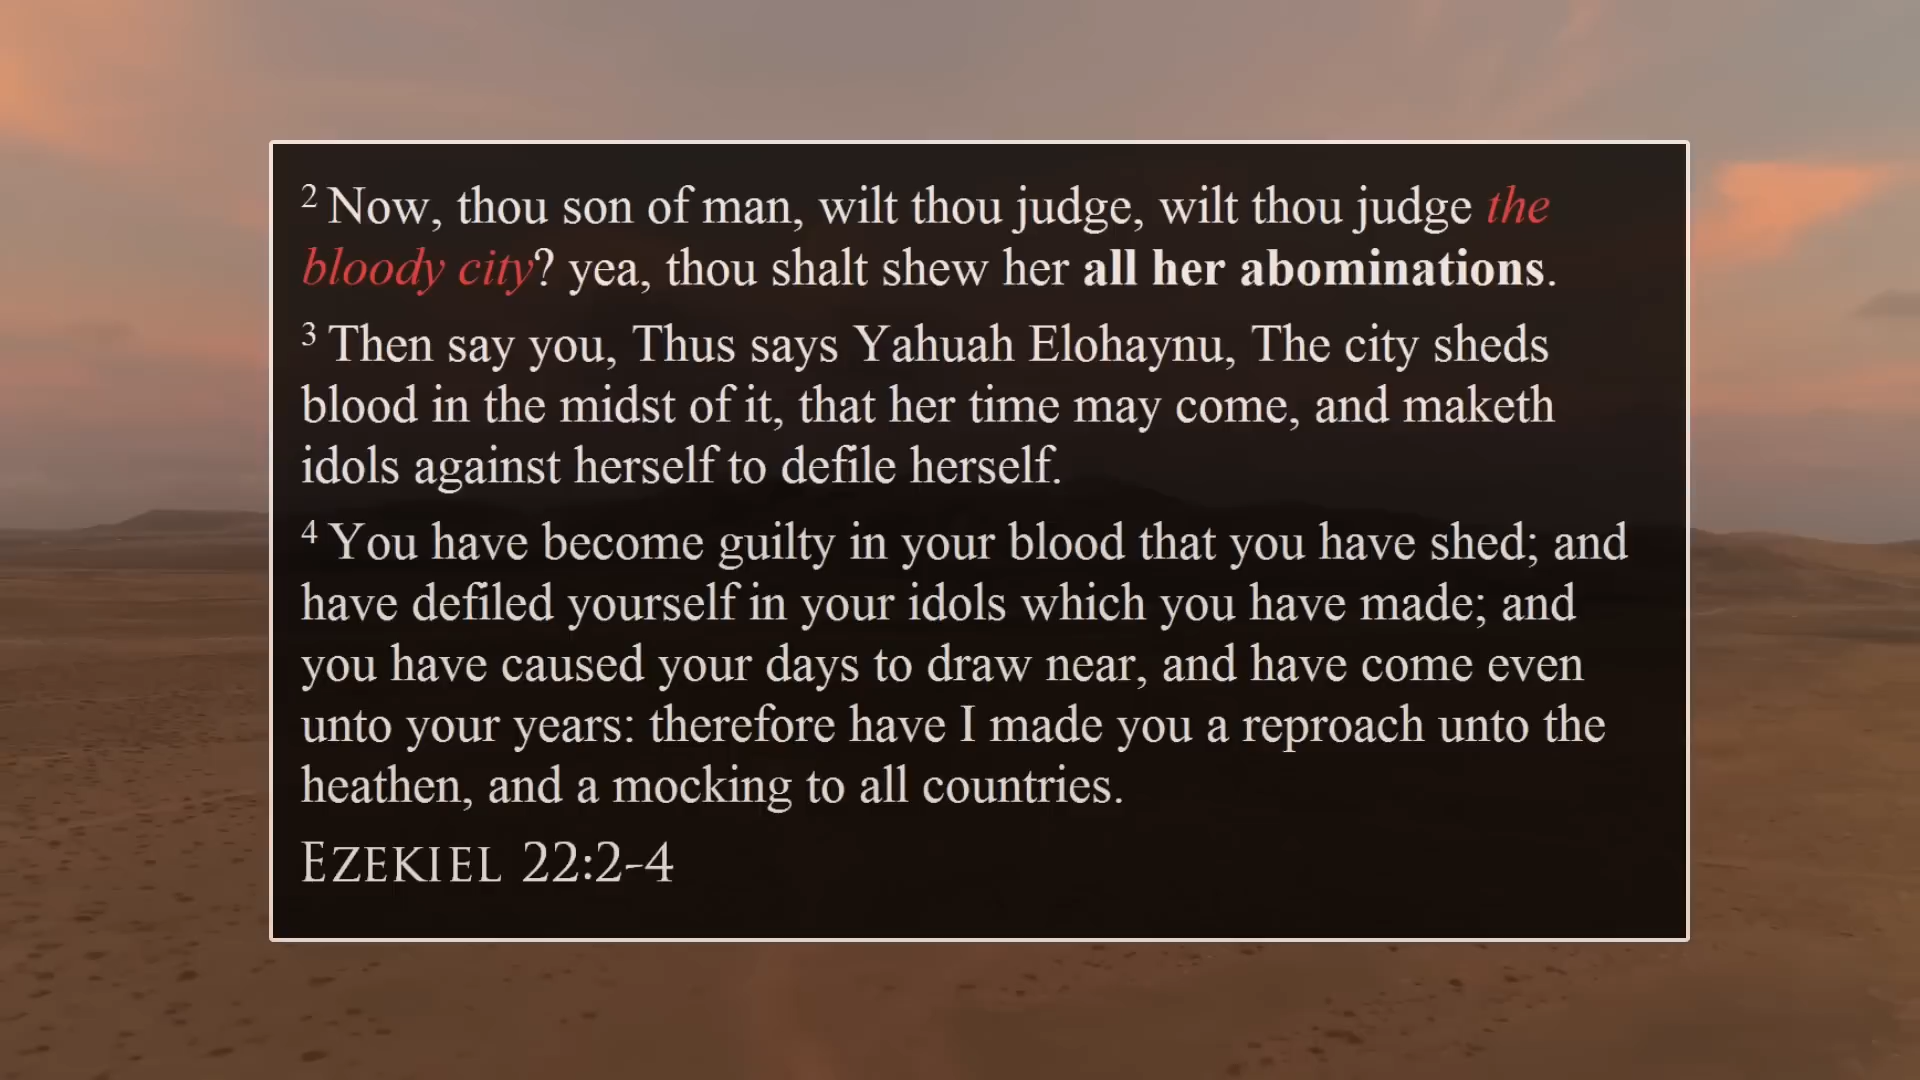 2 Now, thou son of man, wilt thou judge, wilt thou judge the
bloody city? yea, thou shalt shew her all her abominations.
3 Then say you, Thus says Yahuah Elohaynu, The city sheds
blood in the midst of it, that her time may come, and maketh
idols against herself to defile herself.
4 You have become guilty in your blood that you have shed; and
have defiled yourself in your idols which you have made; and
you have caused your days to draw near, and have come even
unto your years: therefore have I made you a reproach unto the
heathen, and a mocking to all countries.
EZEKIEL 22:2-4